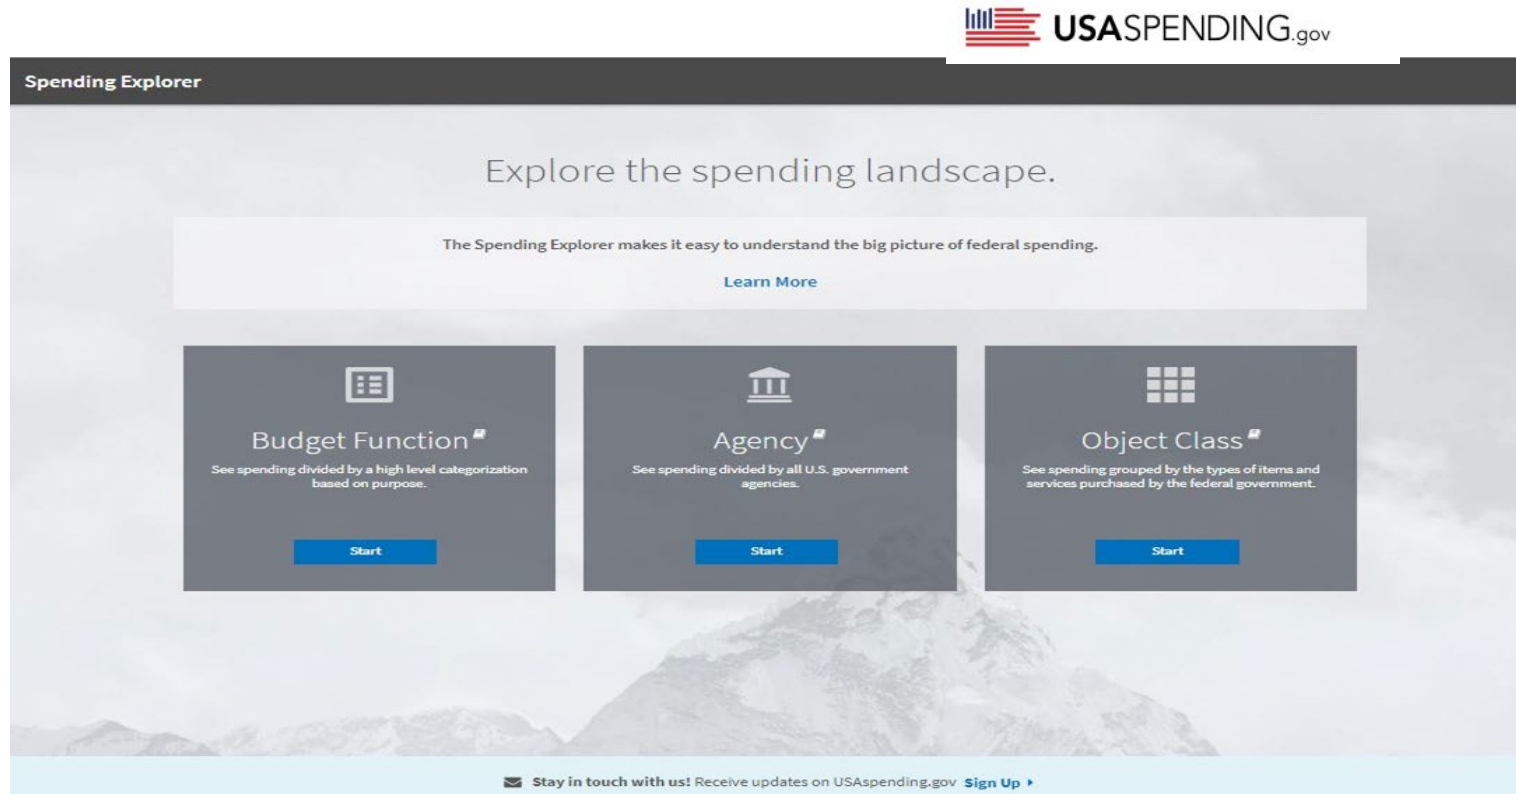 USASPENDING.gov
Spending Explorer
Explore the spending landscape.
The Spending Explorer makes it easy to understand the big picture of federal spending.
Learn More
Budget Function
See spending divided by a high level categorization
based on purpose.
Start
Agency
See spending divided by all U.S. government
agencies.
Start
Object Class
See spending grouped by the types of items and
services purchased by the federal government.
Start
Stay in touch with us! Receive updates on USAspending.gov Sign Up